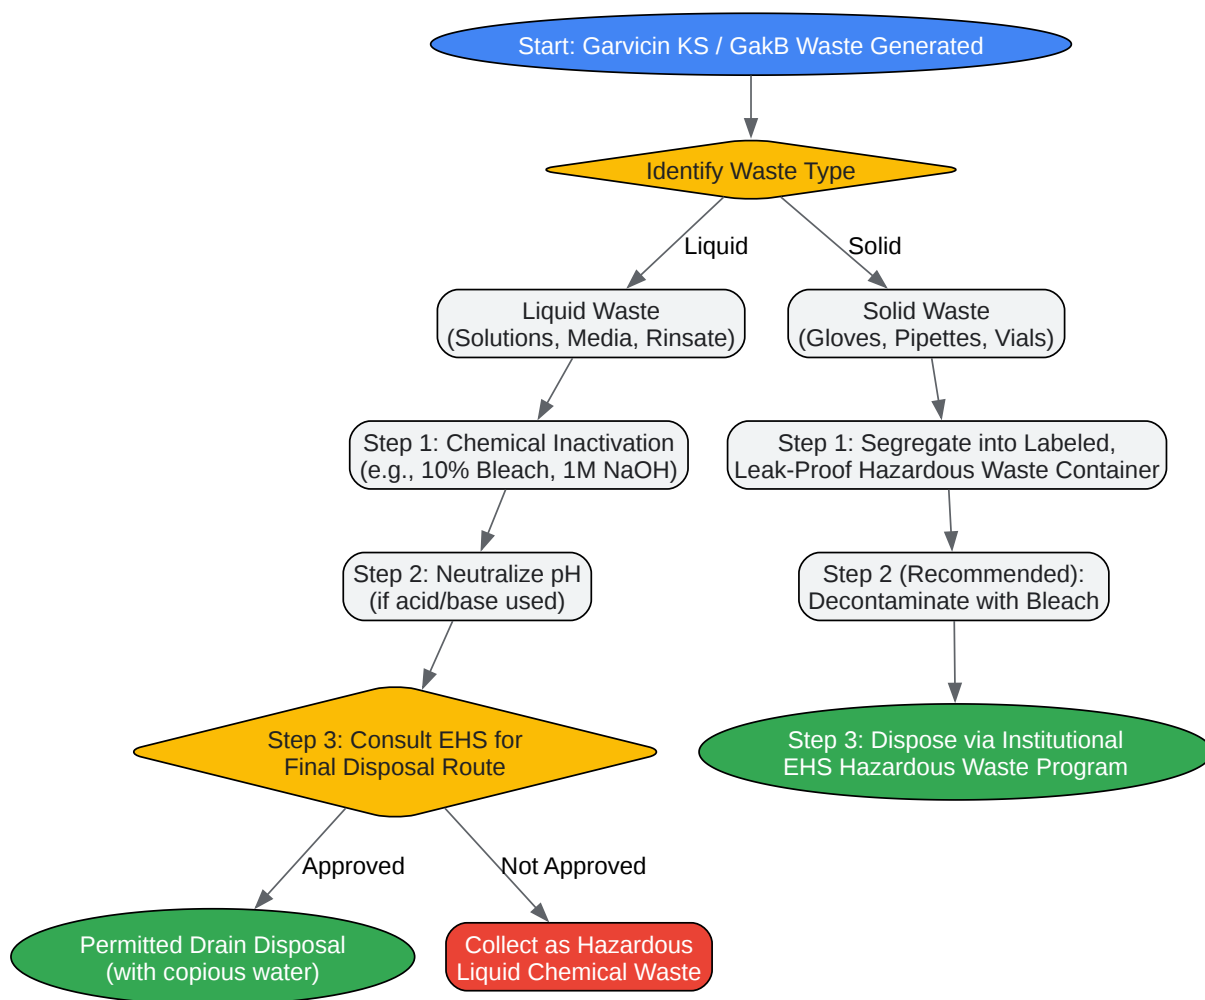 Start: Garvicin KS / GakB Waste Generated
Identify Waste Type
Liquid
Solid
Liquid Waste
(Solutions, Media, Rinsate)
Solid Waste
(Gloves, Pipettes, Vials)
Step 1: Chemical Inactivation
(e.g., 10% Bleach, 1M NaOH)
Step 1: Segregate into Labeled,
Leak-Proof Hazardous Waste Container
Step 2: Neutralize pH
(if acid/base used)
Step 2 (Recommended):
Decontaminate with Bleach
Step 3: Consult EHS for
Final Disposal Route
Step 3: Dispose via Institutional
EHS Hazardous Waste Program
Approved
Not Approved
Permitted Drain Disposal
(with copious water)
Collect as Hazardous
Liquid Chemical Waste